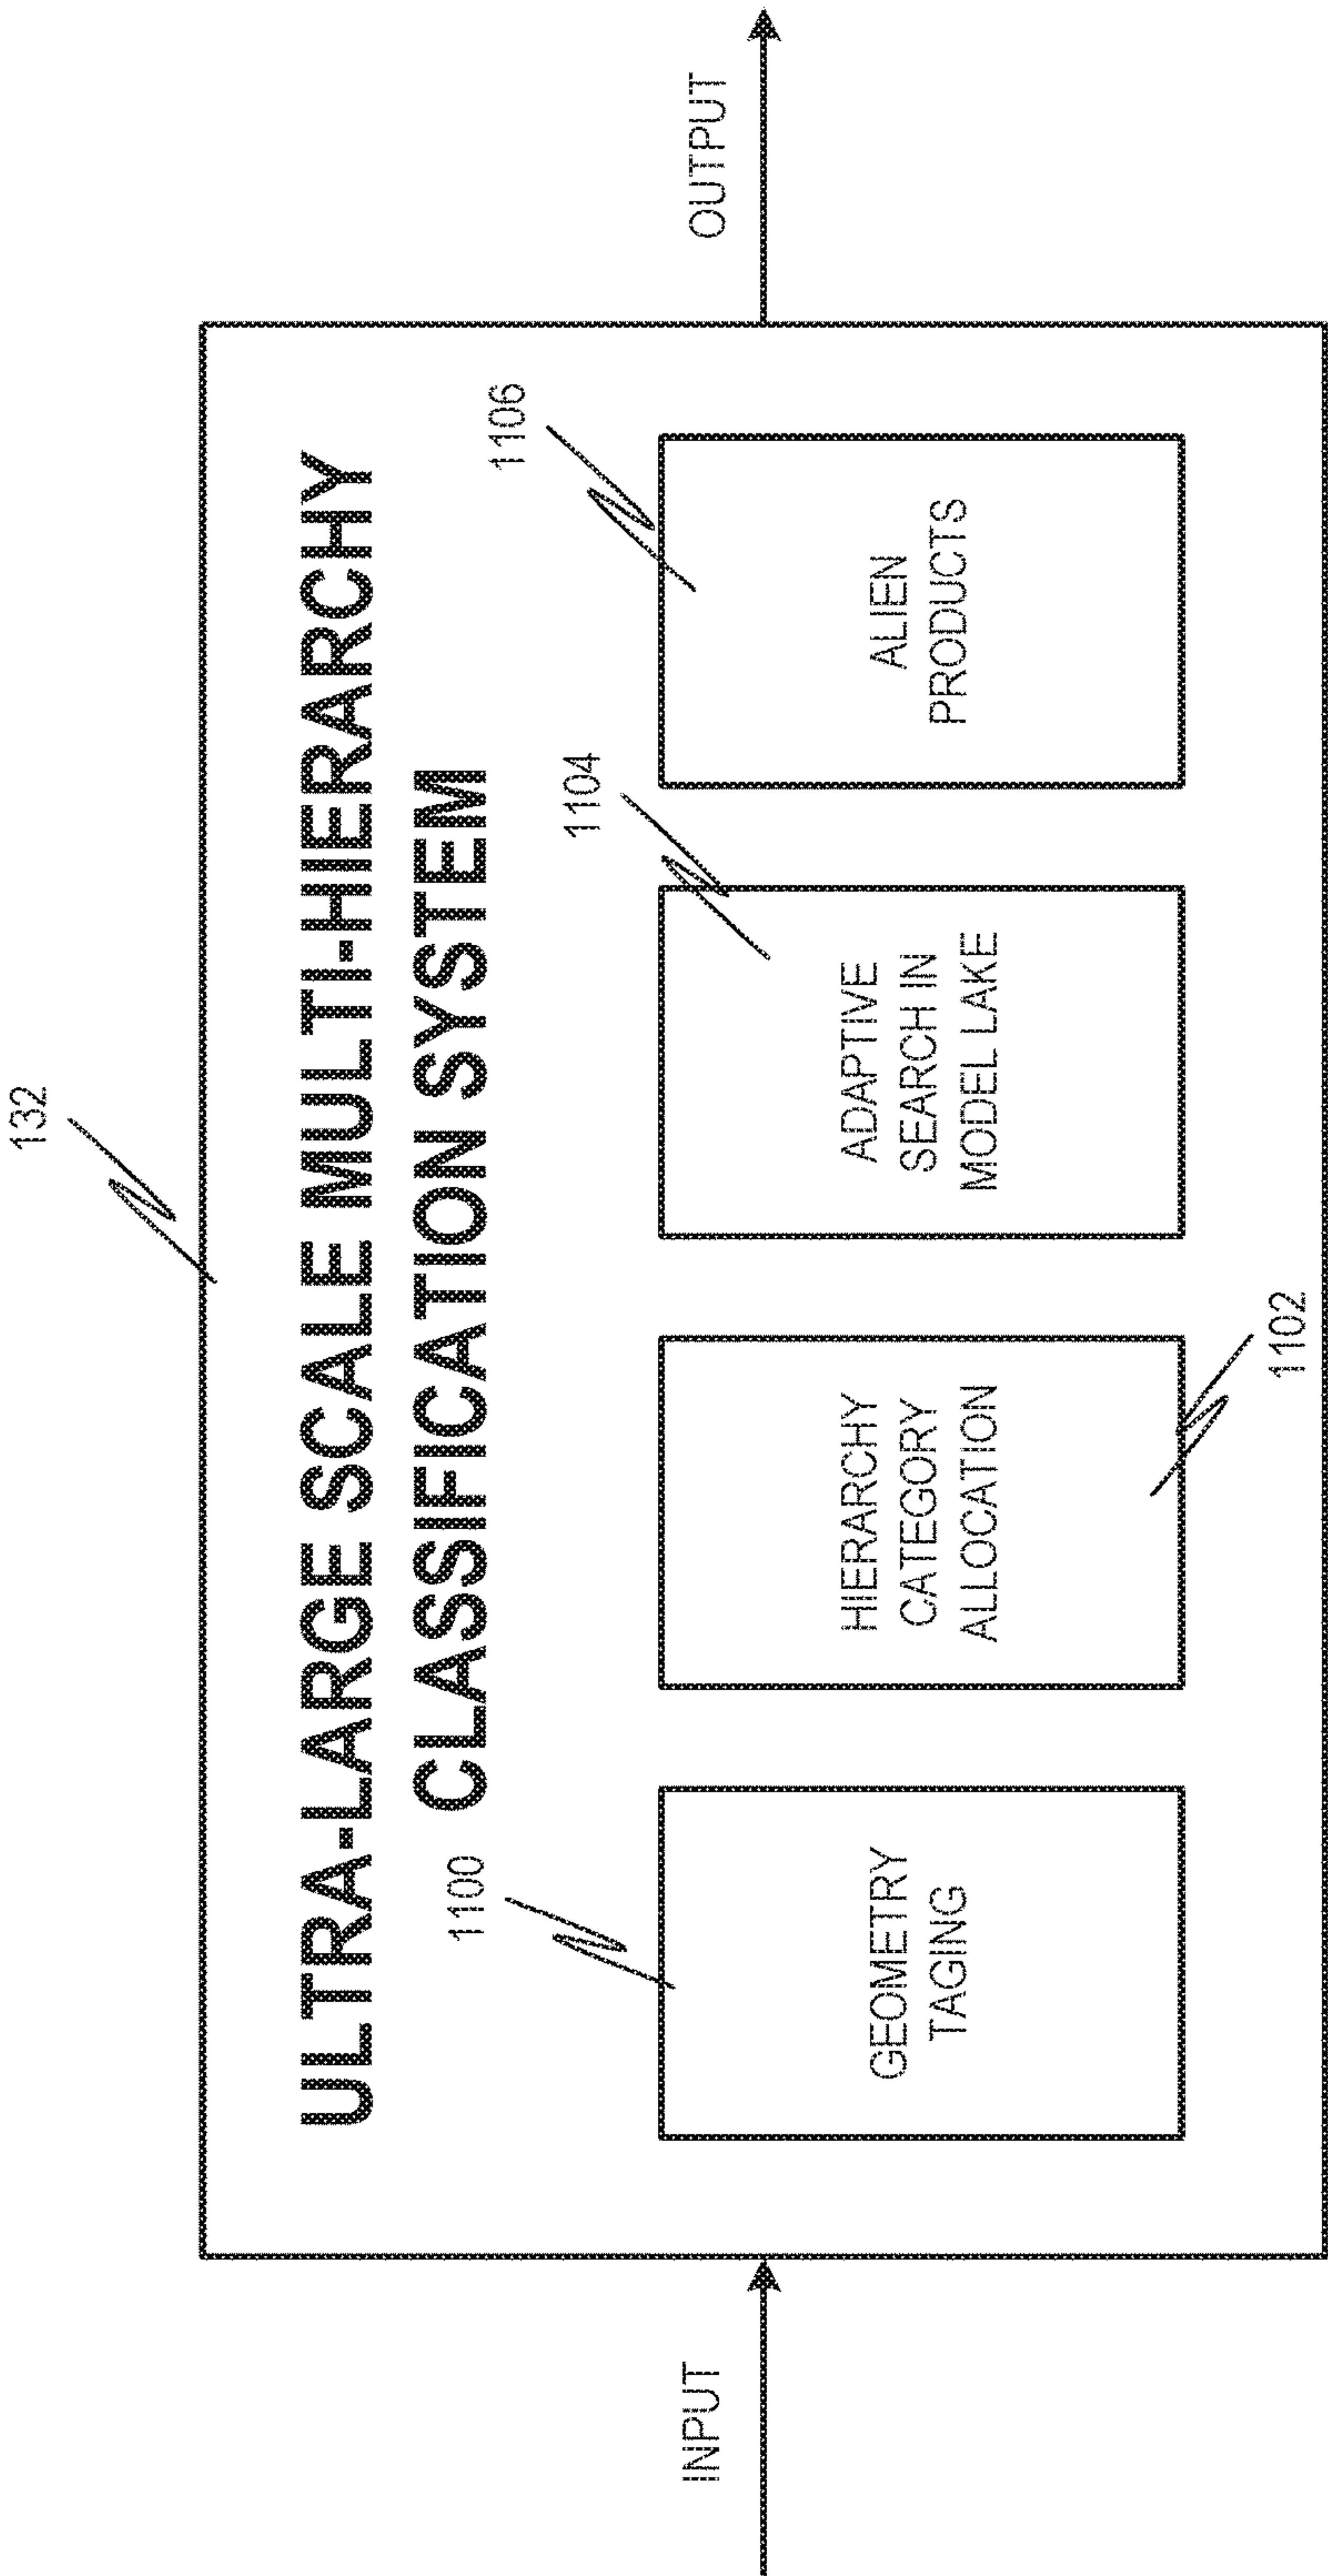 132
ULTRA-LARGE SCALE MULTI-HIERARCHY
CLASSIFICATION SYSTEM
1100
1104
1106
INPUT
OUTPUT
GEOMETRY
TAGING
HIERARCHY
CATEGORY
ALLOCATION
ADAPTIVE
SEARCH IN
MODEL LAKE
ALIEN
PRODUCTS
1102